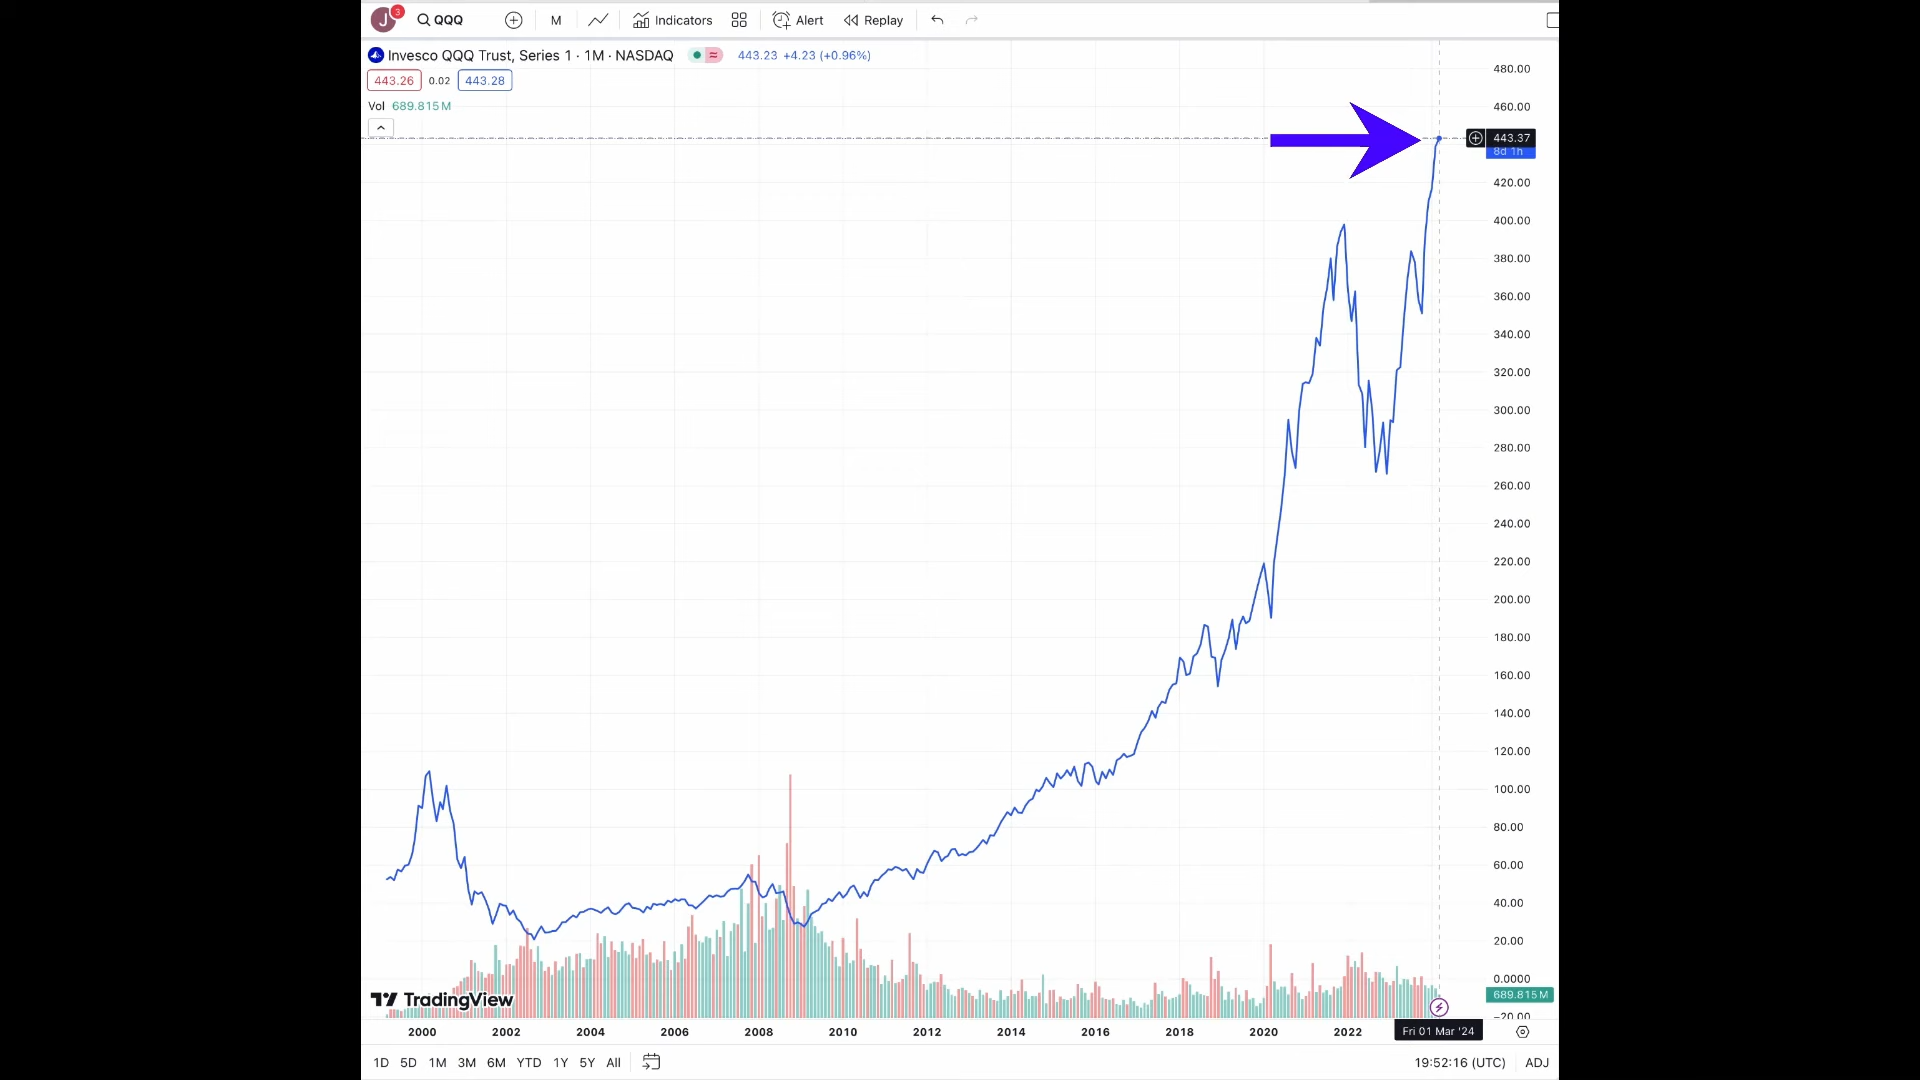 J 3 QQQ M Indicators Alert Replay
Invesco QQQ Trust, Series 1 · 1M · NASDAQ 443.23 +4.23 (+0.96%)
443.26 0.02 443.28
Vol 689.815M
480.00
460.00
443.37
8d 1h
420.00
400.00
380.00
360.00
340.00
320.00
300.00
280.00
260.00
240.00
220.00
200.00
180.00
160.00
140.00
120.00
100.00
80.00
60.00
40.00
20.00
0.0000
689.815M
−20.00
TradingView
2000 2002 2004 2006 2008 2010 2012 2014 2016 2018 2020 2022 Fri 01 Mar '24
1D 5D 1M 3M 6M YTD 1Y 5Y All 19:52:16 (UTC) ADJ